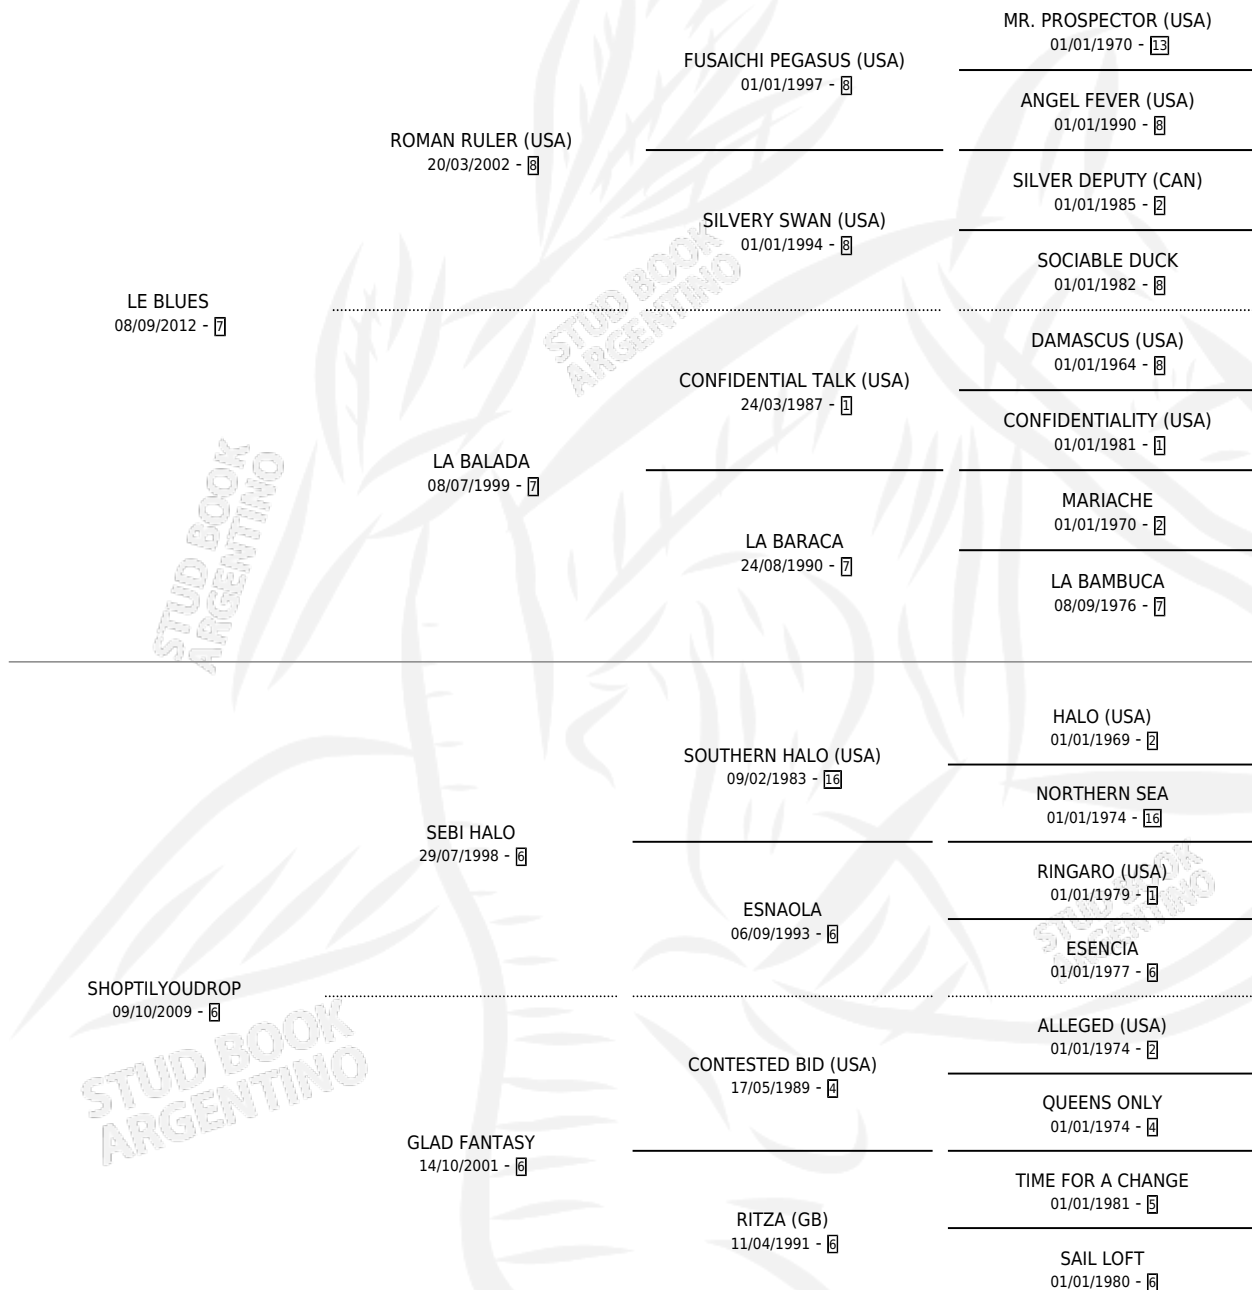 MR. PROSPECTOR (USA)
01/01/1970 - 13
FUSAICHI PEGASUS (USA)
01/01/1997 - 8
ANGEL FEVER (USA)
01/01/1990 - 8
ROMAN RULER (USA)
20/03/2002 - 8
SILVER DEPUTY (CAN)
01/01/1985 - 2
SILVERY SWAN (USA)
01/01/1994 - 8
SOCIABLE DUCK
01/01/1982 - 8
LE BLUES
08/09/2012 - 7
DAMASCUS (USA)
01/01/1964 - 8
CONFIDENTIAL TALK (USA)
24/03/1987 - 1
CONFIDENTIALITY (USA)
01/01/1981 - 1
LA BALADA
08/07/1999 - 7
MARIACHE
01/01/1970 - 2
LA BARACA
24/08/1990 - 7
LA BAMBUCA
08/09/1976 - 7
HALO (USA)
01/01/1969 - 2
SOUTHERN HALO (USA)
09/02/1983 - 16
NORTHERN SEA
01/01/1974 - 16
SEBI HALO
29/07/1998 - 6
RINGARO (USA)
01/01/1979 - 1
ESNAOLA
06/09/1993 - 6
ESENCIA
01/01/1977 - 6
SHOPTILYOUDROP
09/10/2009 - 6
ALLEGED (USA)
01/01/1974 - 2
CONTESTED BID (USA)
17/05/1989 - 4
QUEENS ONLY
01/01/1974 - 4
GLAD FANTASY
14/10/2001 - 6
TIME FOR A CHANGE
01/01/1981 - 5
RITZA (GB)
11/04/1991 - 6
SAIL LOFT
01/01/1980 - 6
STUD BOOK
ARGENTINO
STUD BOOK
ARGENTINO
STUD BOOK
ARGENTINO
STUD BOOK
ARGENTINO